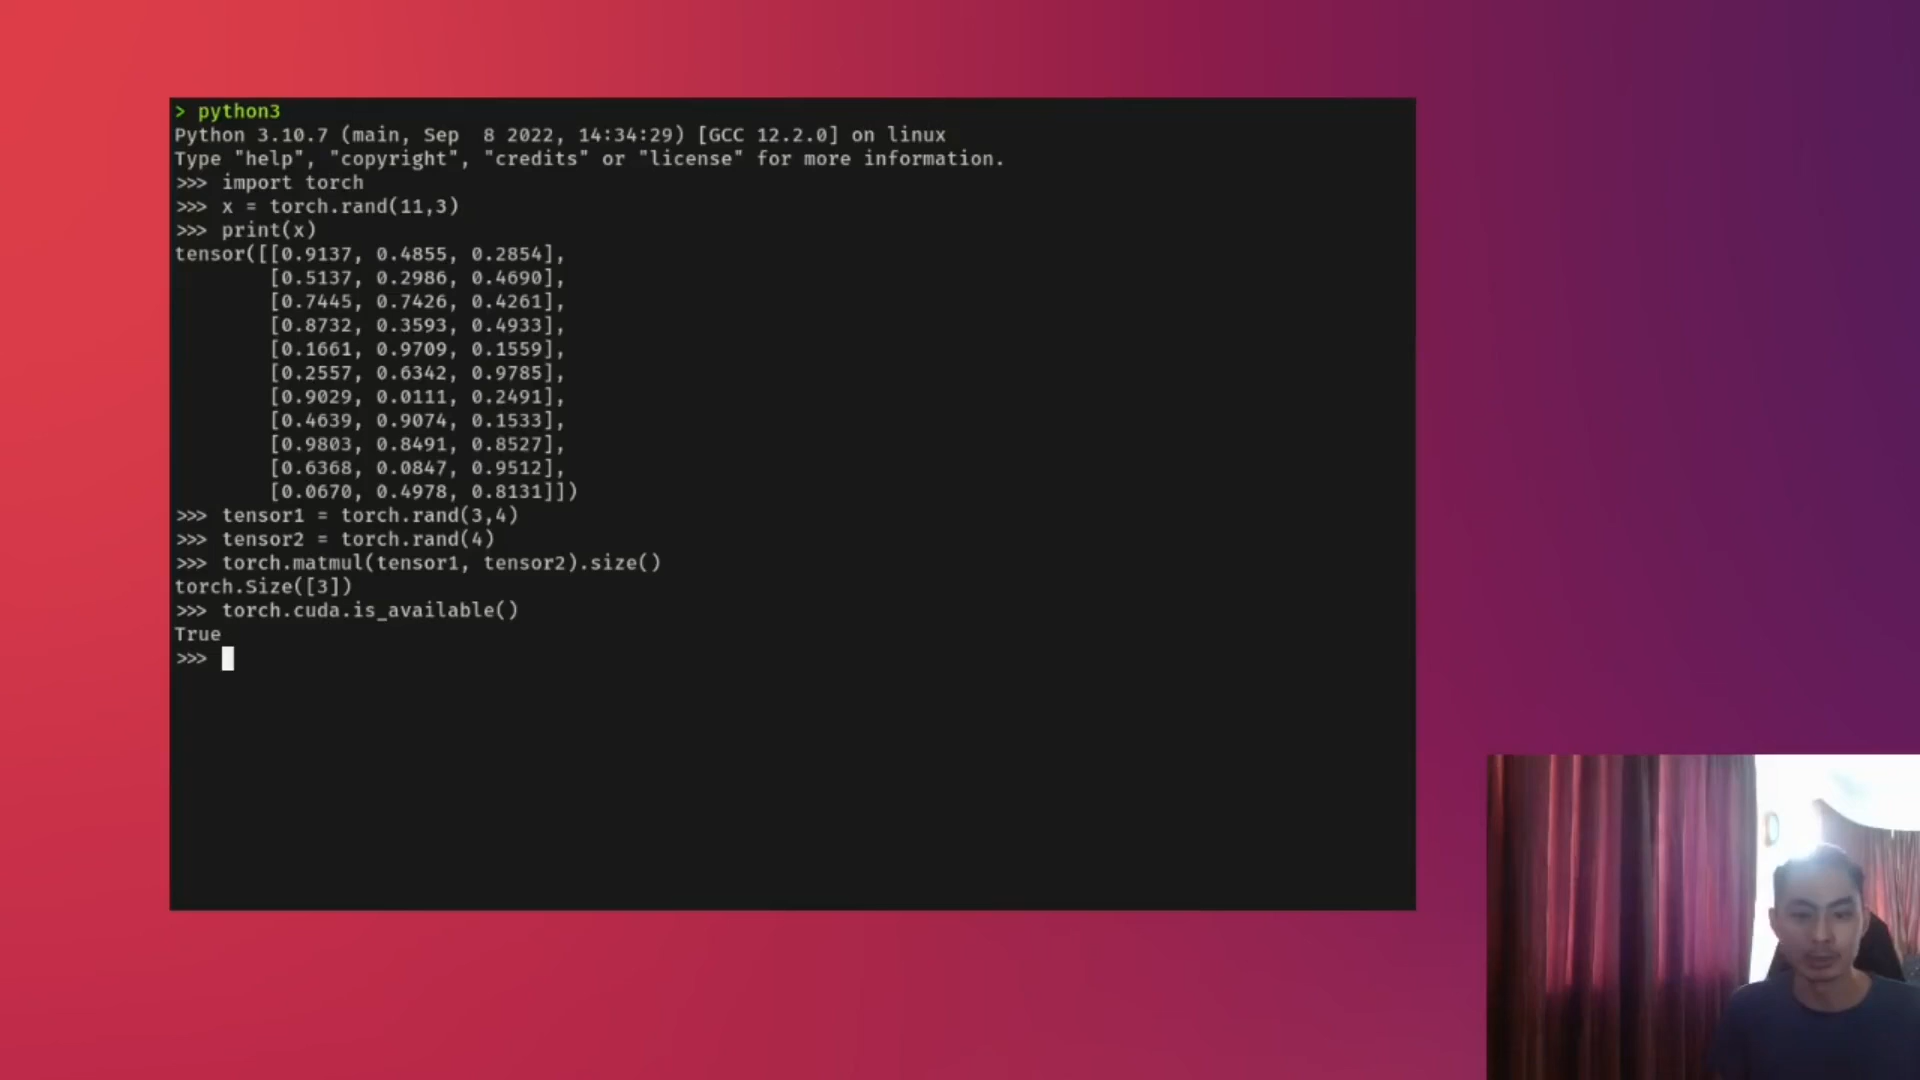 > python3
Python 3.10.7 (main, Sep  8 2022, 14:34:29) [GCC 12.2.0] on linux
Type "help", "copyright", "credits" or "license" for more information.
>>> import torch
>>> x = torch.rand(11,3)
>>> print(x)
tensor([[0.9137, 0.4855, 0.2854],
        [0.5137, 0.2986, 0.4690],
        [0.7445, 0.7426, 0.4261],
        [0.8732, 0.3593, 0.4933],
        [0.1661, 0.9709, 0.1559],
        [0.2557, 0.6342, 0.9785],
        [0.9029, 0.0111, 0.2491],
        [0.4639, 0.9074, 0.1533],
        [0.9803, 0.8491, 0.8527],
        [0.6368, 0.0847, 0.9512],
        [0.0670, 0.4978, 0.8131]])
>>> tensor1 = torch.rand(3,4)
>>> tensor2 = torch.rand(4)
>>> torch.matmul(tensor1, tensor2).size()
torch.Size([3])
>>> torch.cuda.is_available()
True
>>>